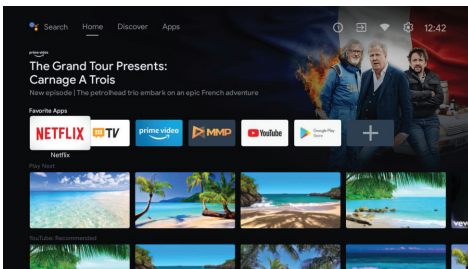 Search Home Discover Apps 12:42
prime video
The Grand Tour Presents:
Carnage A Trois
New episode | The petrolhead trio embark on an epic French adventure
Favorite Apps
NETFLIX TV prime video MMP YouTube Google Play Store
Netflix
Play Next
vevo
YouTube: Recommended